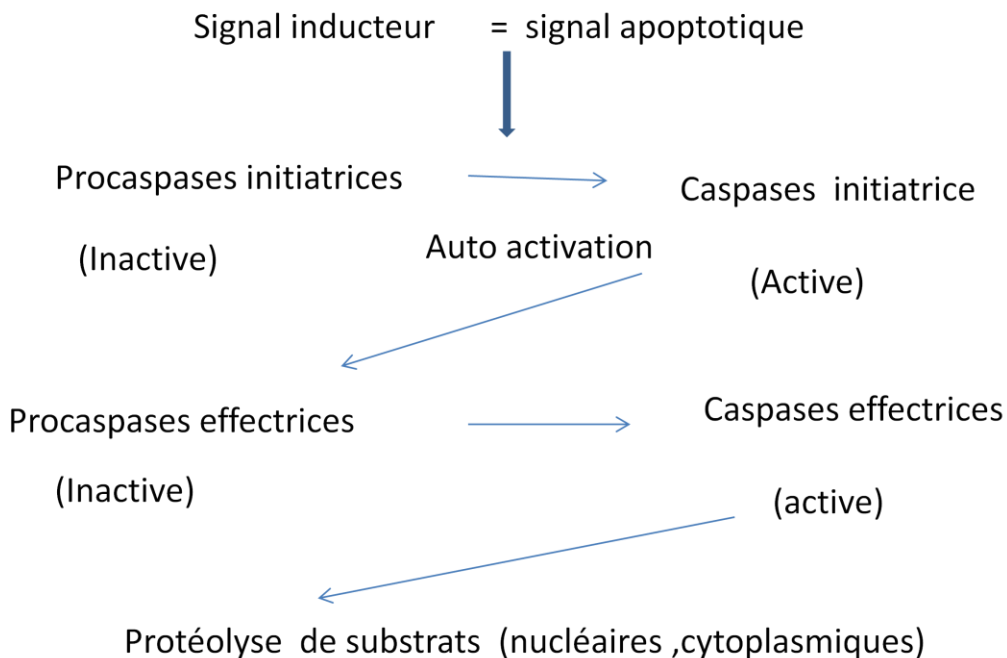 Signal inducteur = signal apoptotique
Procaspases initiatrices
Caspases initiatrice
(Inactive)
Auto activation
(Active)
Procaspases effectrices
Caspases effectrices
(Inactive)
(active)
Protéolyse de substrats (nucléaires ,cytoplasmiques)